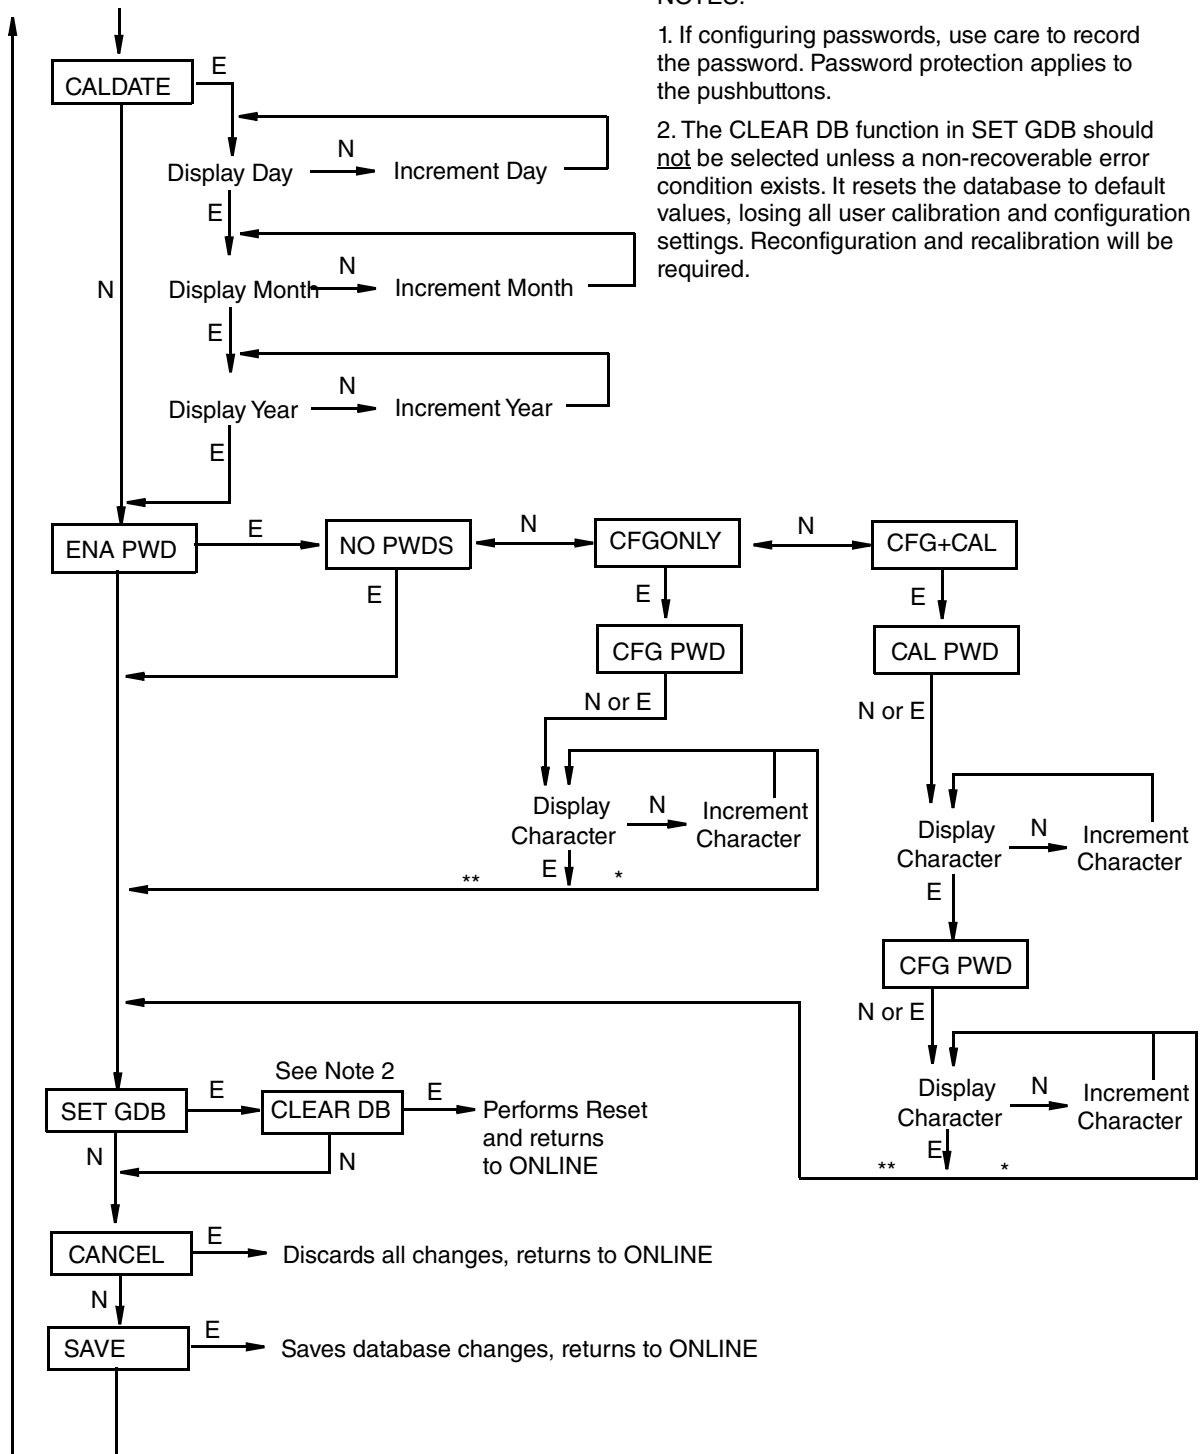 NOTES:
1. If configuring passwords, use care to record
the password. Password protection applies to
the pushbuttons.
2. The CLEAR DB function in SET GDB should
not be selected unless a non-recoverable error
condition exists. It resets the database to default
values, losing all user calibration and configuration
settings. Reconfiguration and recalibration will be
required.
CALDATE
E
Display Day
N
Increment Day
E
N
Display Month
N
Increment Month
E
Display Year
N
Increment Year
E
ENA PWD
E
NO PWDS
N
CFGONLY
N
CFG+CAL
E
E
E
CFG PWD
CAL PWD
N or E
N or E
Display
Character
N
Increment
Character
E
**
*
Display
Character
N
Increment
Character
E
CFG PWD
N or E
Display
Character
N
Increment
Character
E
**
*
See Note 2
SET GDB
E
CLEAR DB
E
Performs Reset
and returns
to ONLINE
N
N
CANCEL
E
Discards all changes, returns to ONLINE
N
SAVE
E
Saves database changes, returns to ONLINE